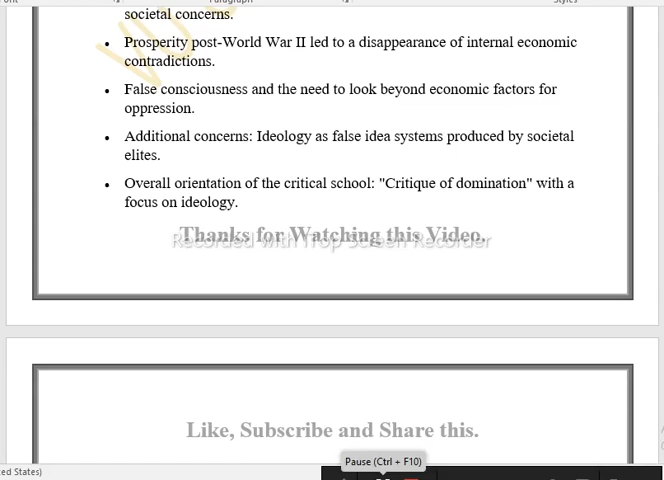 Paragraph
Styles
societal concerns.
• Prosperity post-World War II led to a disappearance of internal economic
contradictions.
• False consciousness and the need to look beyond economic factors for
oppression.
• Additional concerns: Ideology as false idea systems produced by societal
elites.
• Overall orientation of the critical school: "Critique of domination" with a
focus on ideology.
Thanks for Watching this Video.
Recorded with iTop Screen Recorder
Like, Subscribe and Share this.
Pause (Ctrl + F10)
ed States)